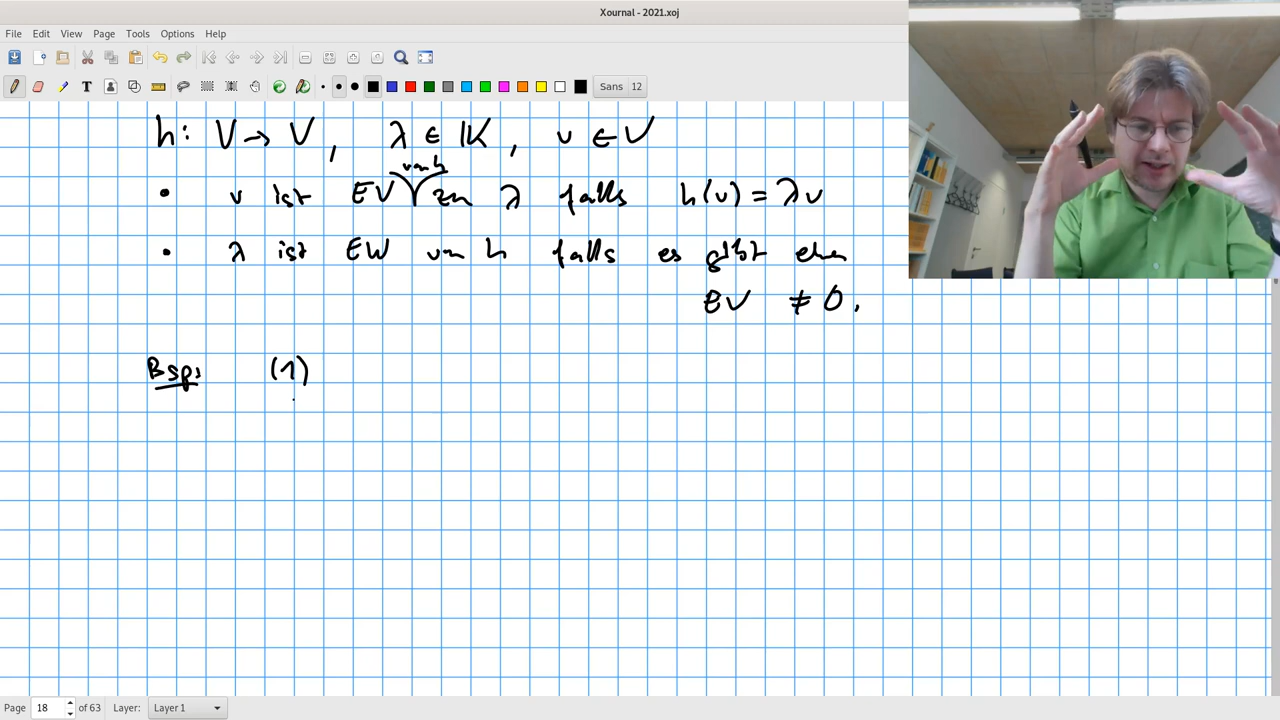 Xournal - 2021.xoj
File Edit View Page Tools Options Help
Sans 12
h: V → V, λ ∈ K, v ∈ V
von h
• v ist EV zu λ falls h(v) = λv
• λ ist EW von h falls es gibt ein
EV ≠ 0.
Bsp: (1)
Page 18 of 63 Layer: Layer 1